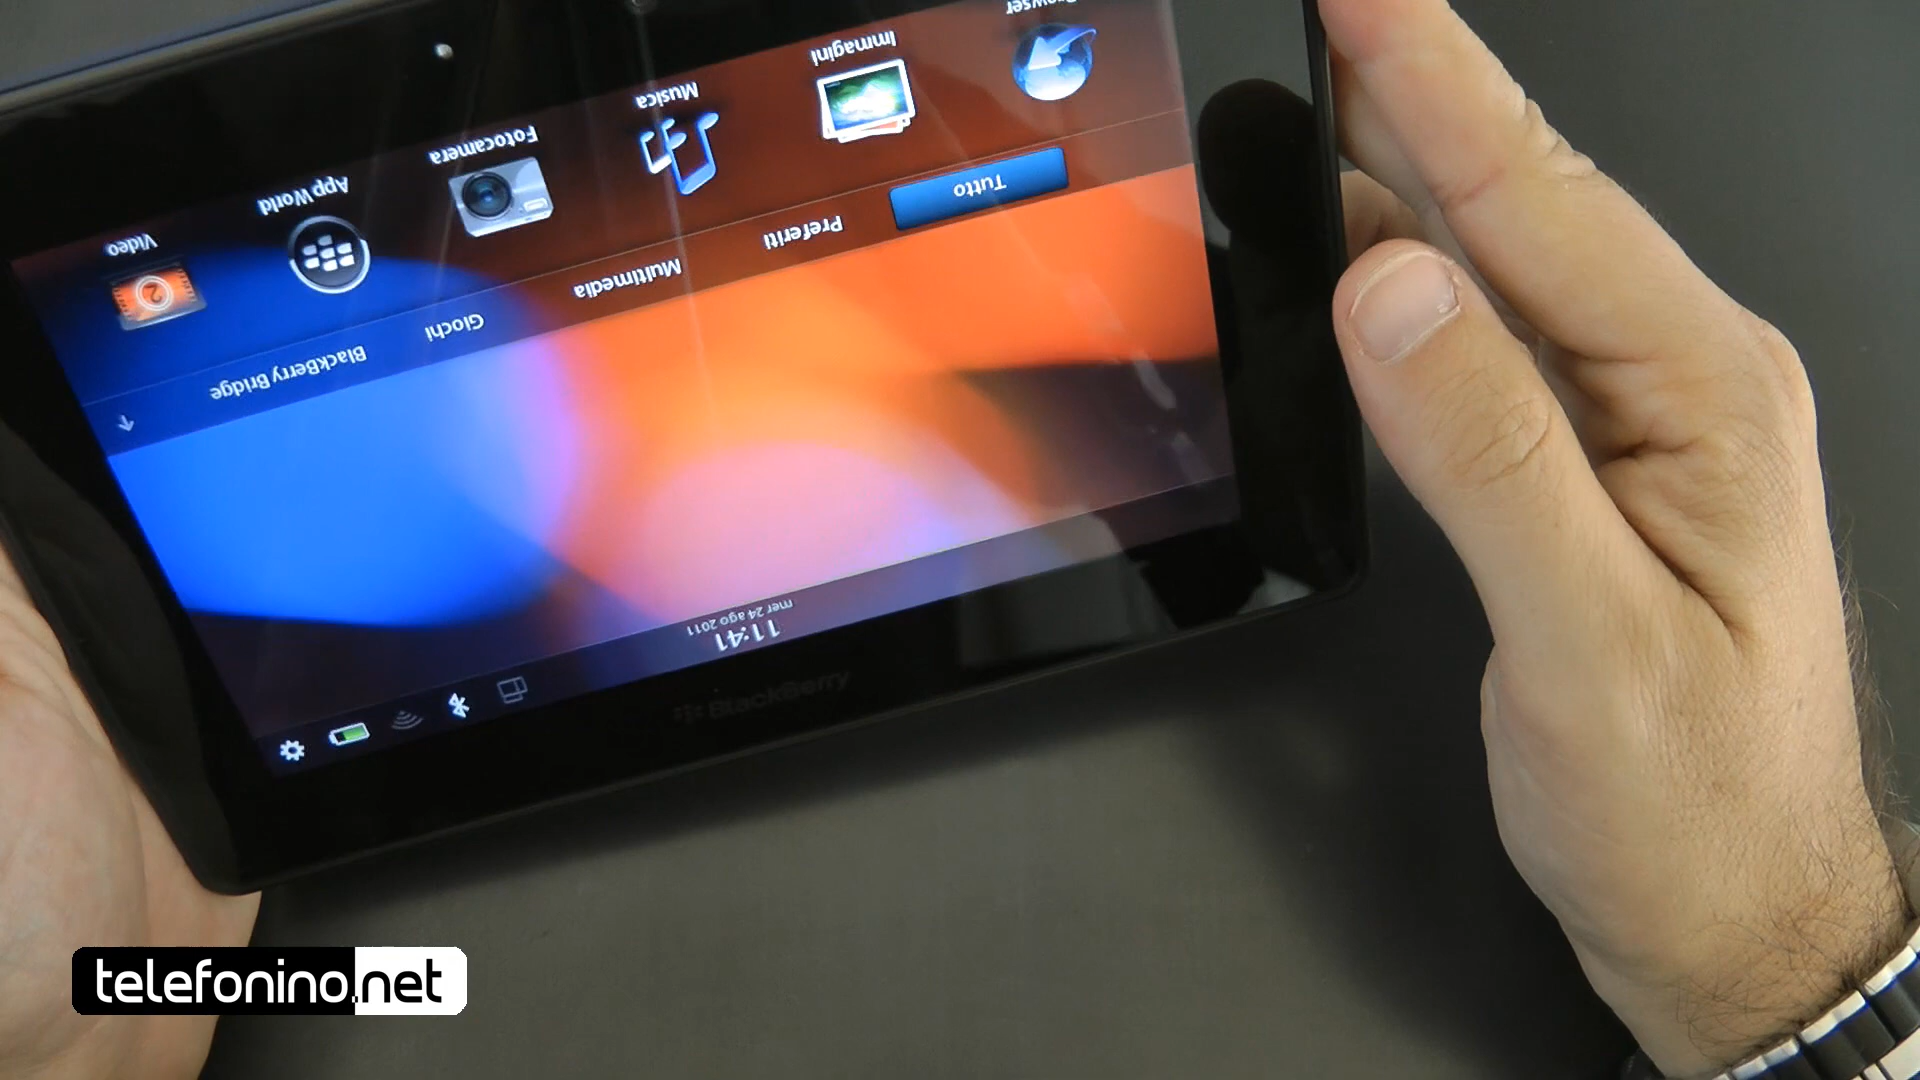 BlackBerry
11:41
mer 24 ago 2011
Tutto
Preferiti
Multimedia
Giochi
BlackBerry Bridge
Browser
Immagini
Musica
Fotocamera
App World
Video
telefonino.net